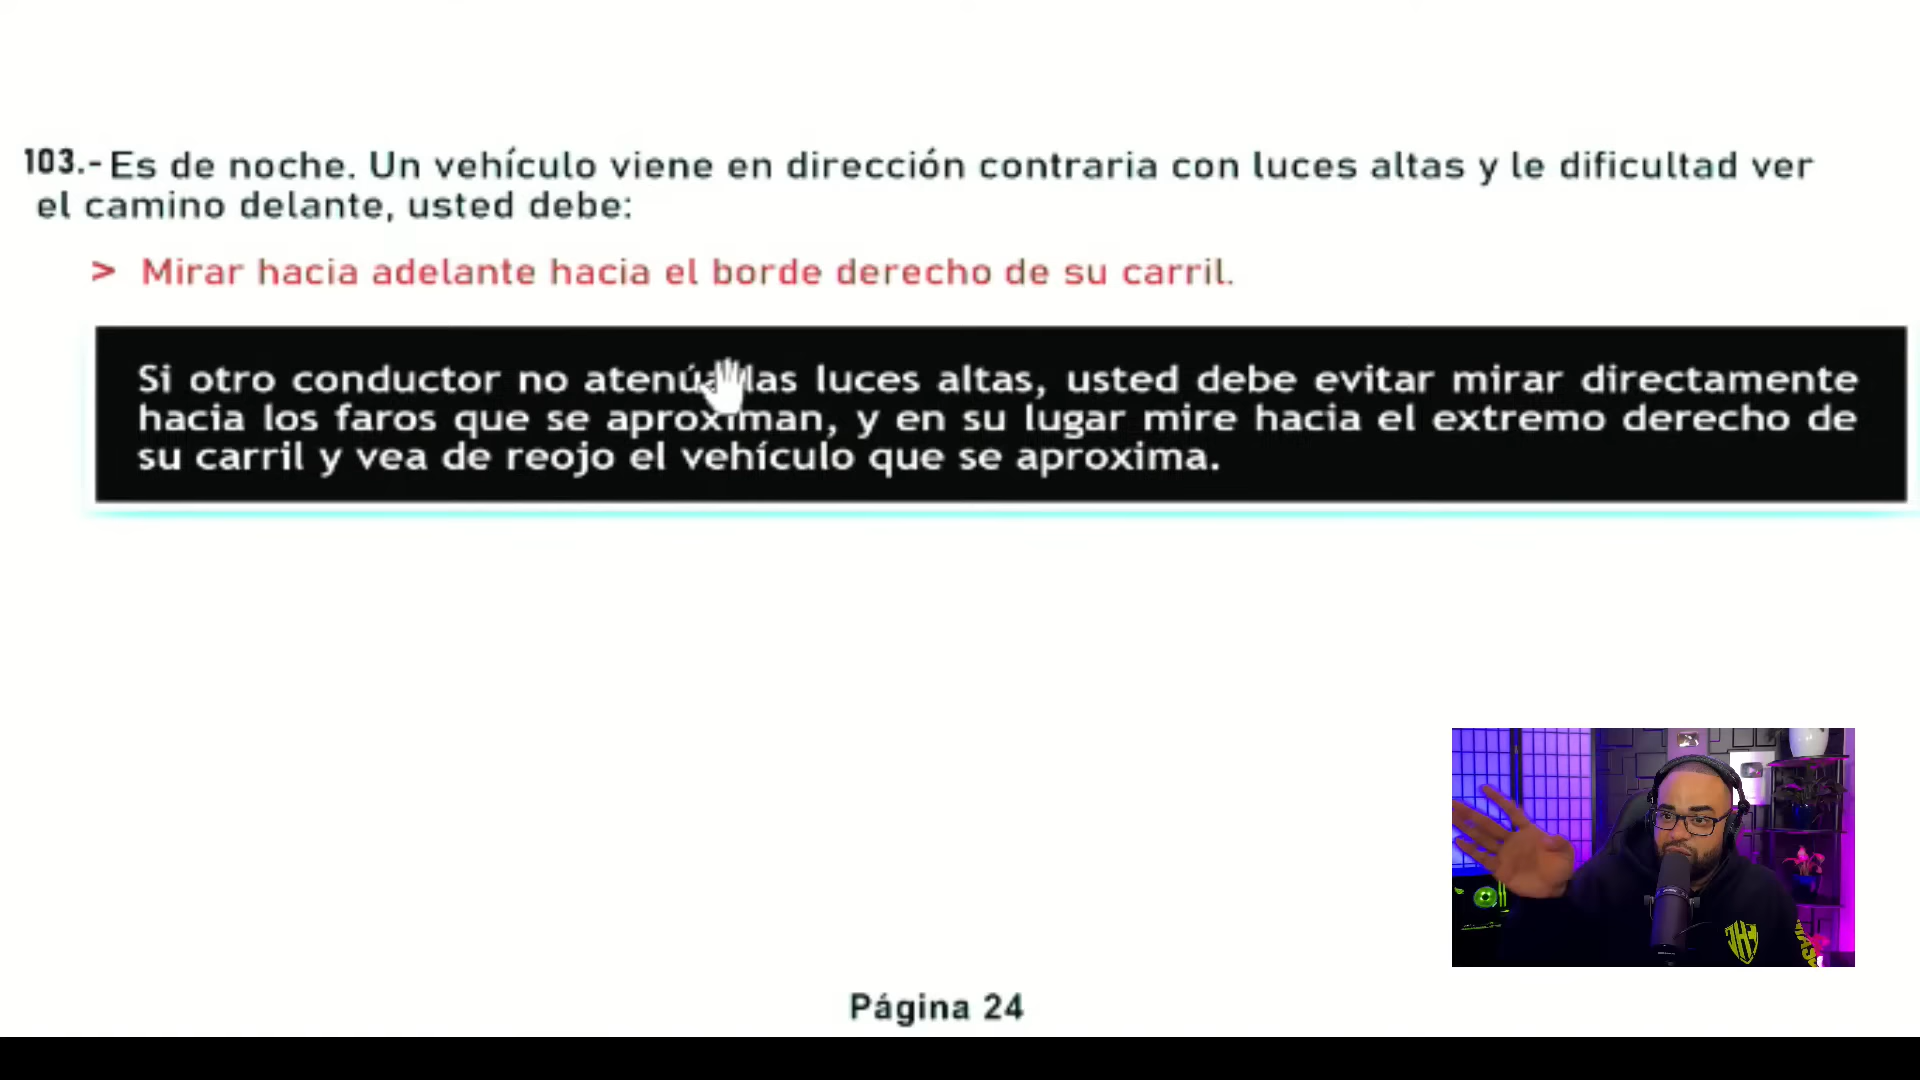 103.- Es de noche. Un vehículo viene en dirección contraria con luces altas y le dificultad ver
el camino delante, usted debe:
> Mirar hacia adelante hacia el borde derecho de su carril.
Si otro conductor no atenúa las luces altas, usted debe evitar mirar directamente
hacia los faros que se aproximan, y en su lugar mire hacia el extremo derecho de
su carril y vea de reojo el vehículo que se aproxima.
Página 24